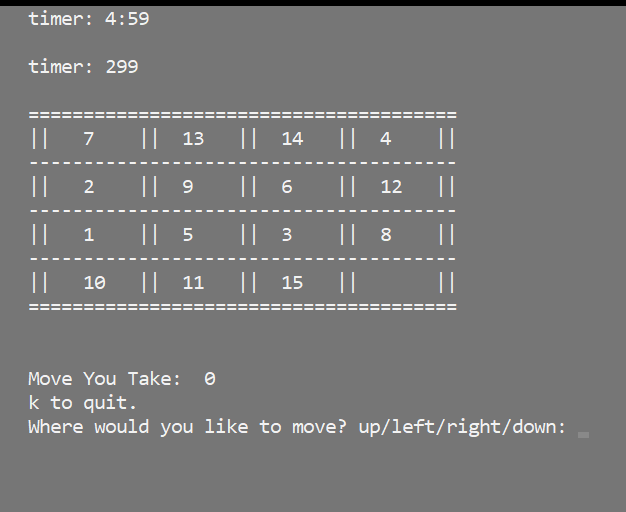 timer: 4:59
timer: 299
=======================================
||   7    ||   13   ||   14   ||  4    ||
---------------------------------------
||   2    ||   9    ||   6    ||  12   ||
---------------------------------------
||   1    ||   5    ||   3    ||  8    ||
---------------------------------------
||   10   ||   11   ||   15   ||       ||
=======================================
Move You Take:  0
k to quit.
Where would you like to move? up/left/right/down: